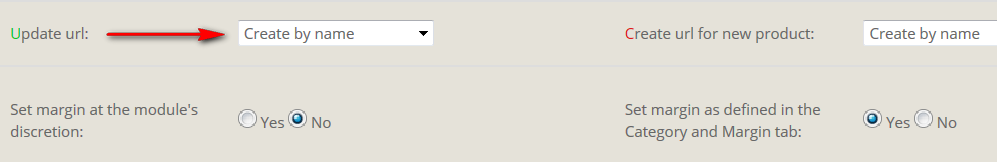 Update url: Create by name Create url for new product: Create by name
Set margin at the module's
discretion: Yes No
Set margin as defined in the
Category and Margin tab: Yes No